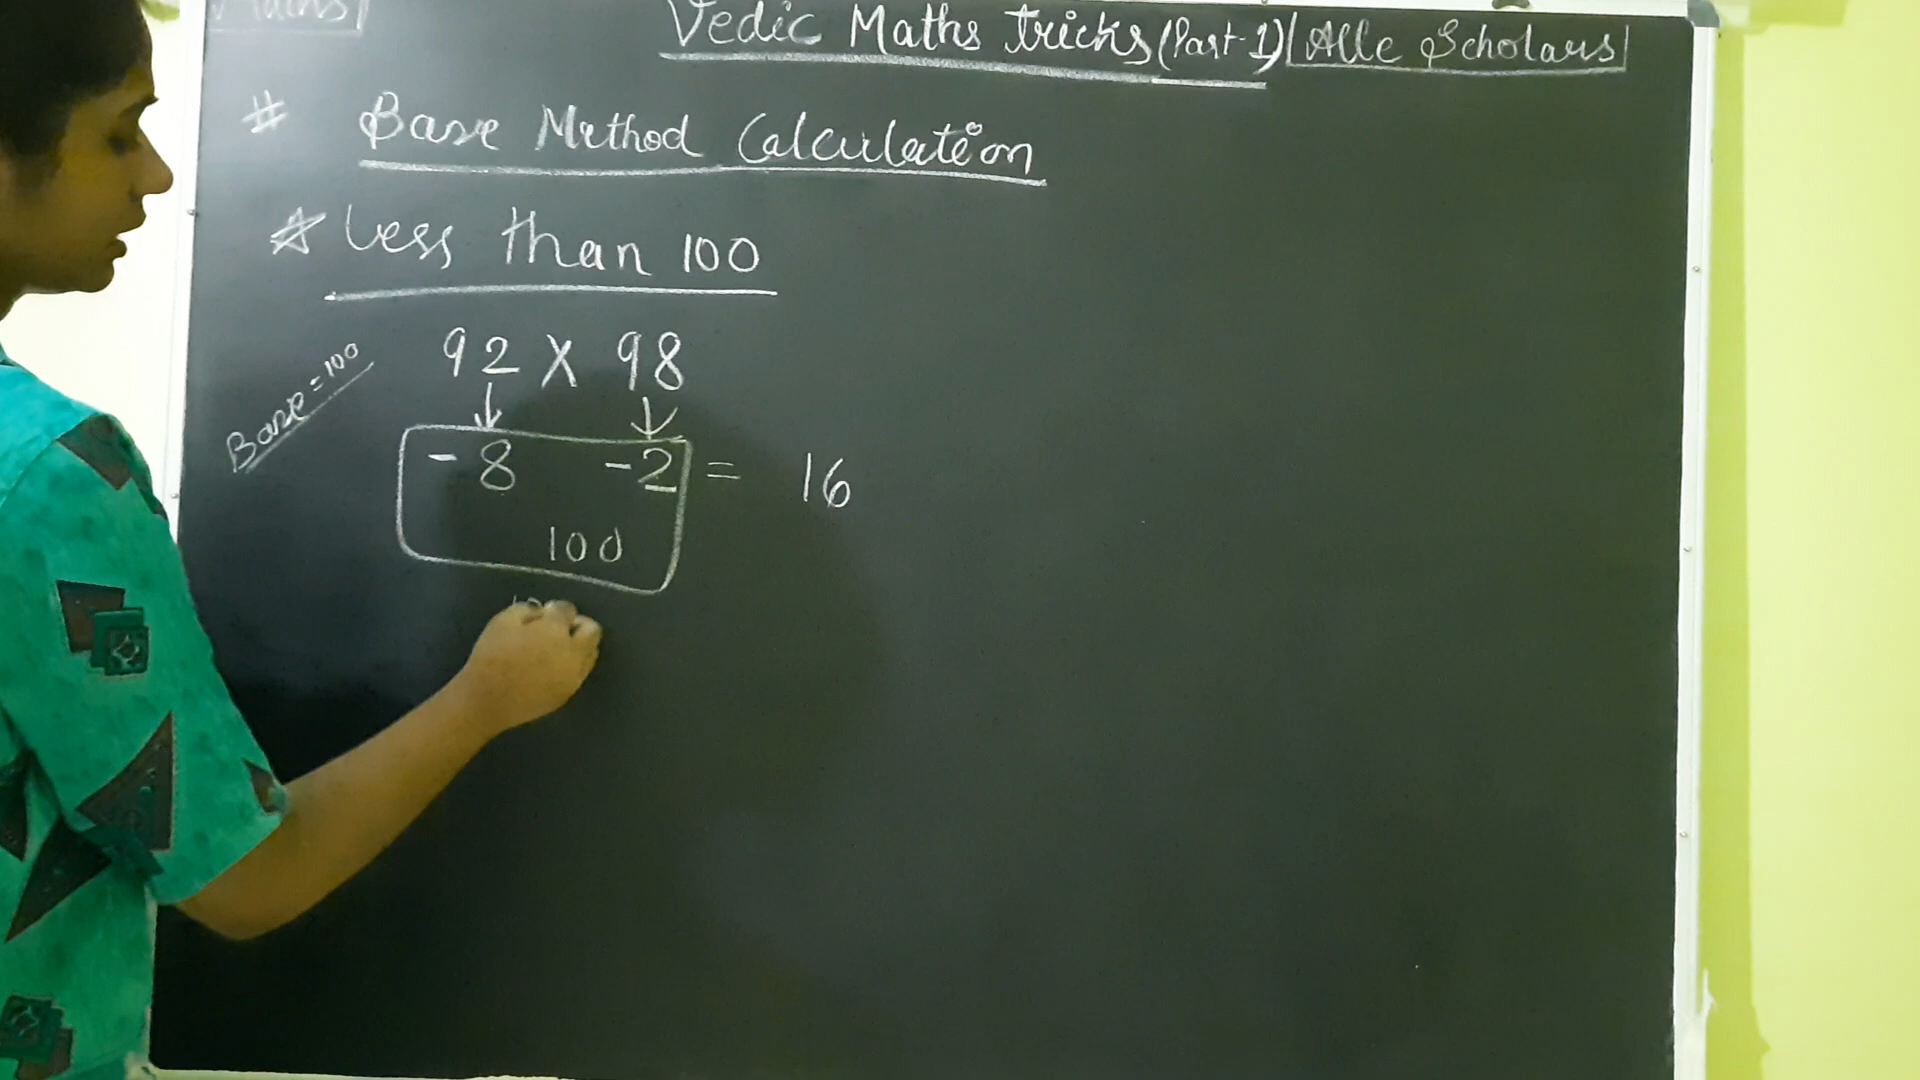 Maths
Vedic Maths Tricks (Part-1) Alle Scholars
# Base Method Calculation
☆ Less than 100
Base = 100
92 X 98
↓ ↓
-8 -2 = 16
100